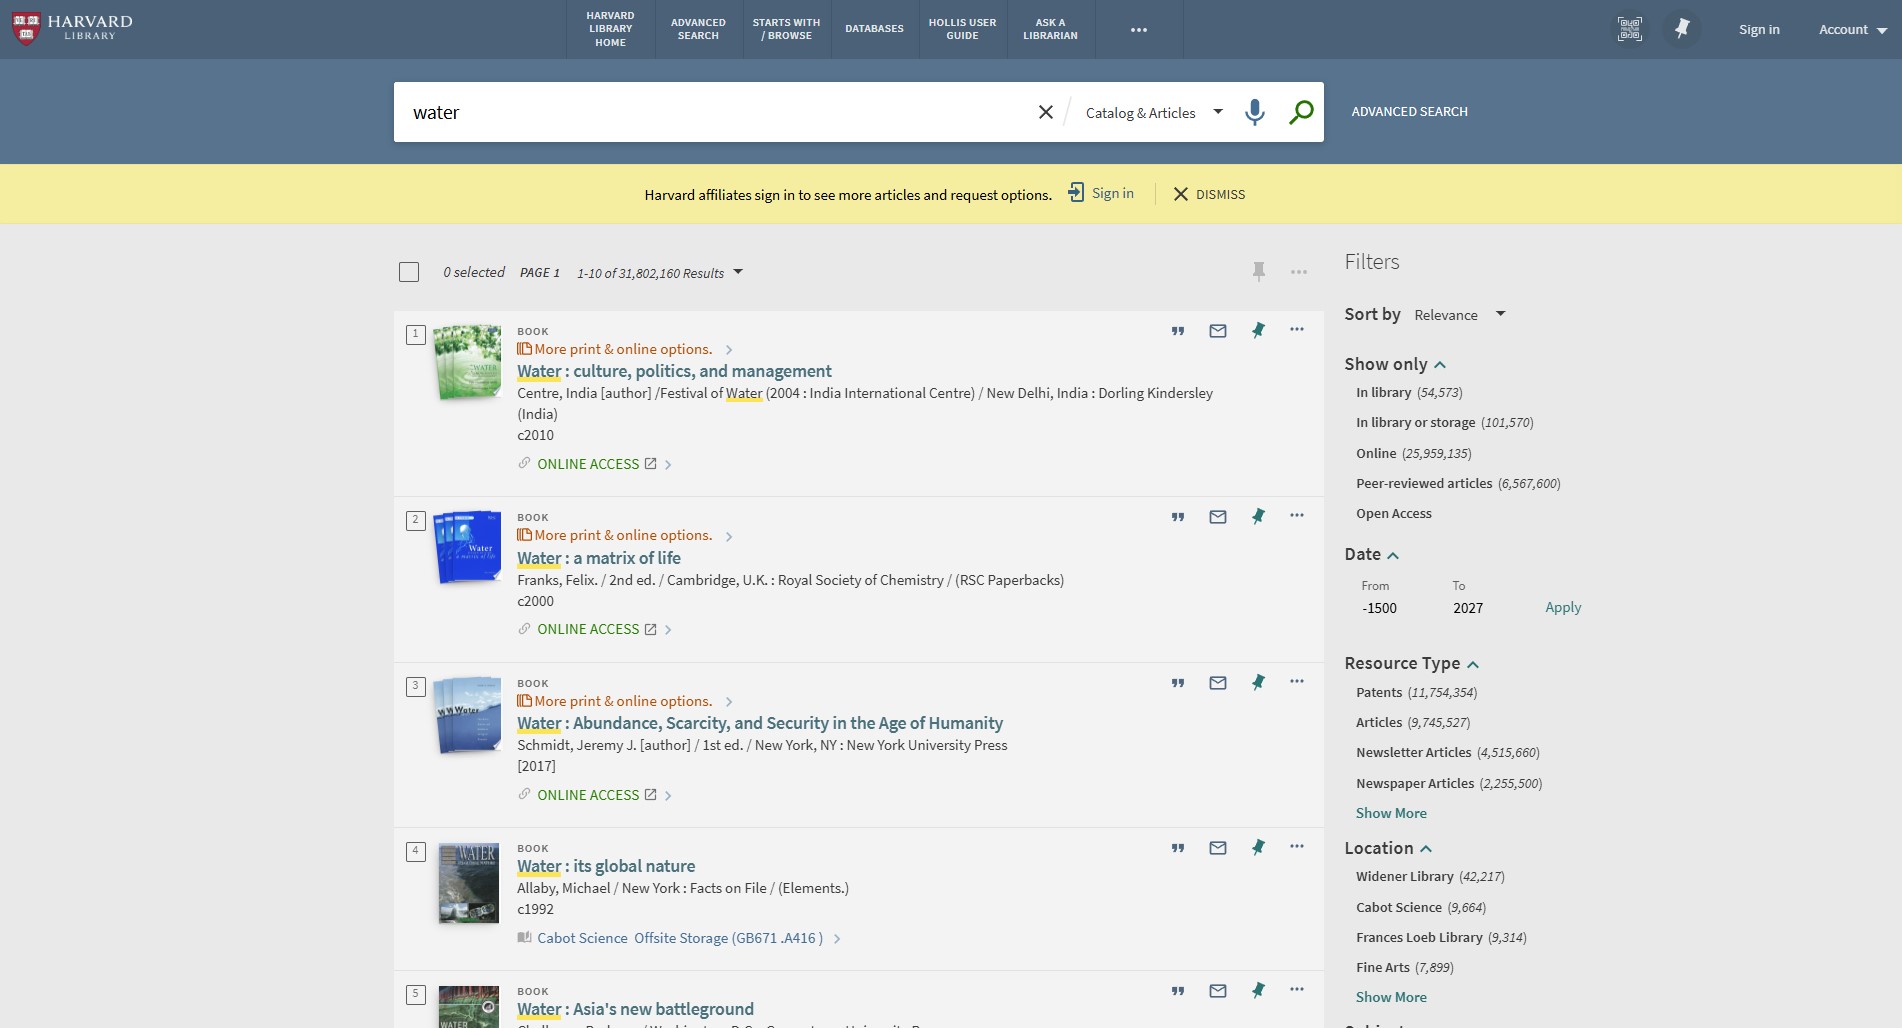 HARVARD
LIBRARY
HARVARD
LIBRARY
HOME
ADVANCED
SEARCH
STARTS WITH
/ BROWSE
DATABASES
HOLLIS USER
GUIDE
ASK A
LIBRARIAN
Sign in
Account
water
Catalog & Articles
ADVANCED SEARCH
Harvard affiliates sign in to see more articles and request options.
Sign in
DISMISS
0 selected PAGE 1 1-10 of 31,802,160 Results
1
BOOK
More print & online options.
Water : culture, politics, and management
Centre, India [author] /Festival of Water (2004 : India International Centre) / New Delhi, India : Dorling Kindersley
(India)
c2010
ONLINE ACCESS
2
BOOK
More print & online options.
Water : a matrix of life
Franks, Felix. / 2nd ed. / Cambridge, U.K. : Royal Society of Chemistry / (RSC Paperbacks)
c2000
ONLINE ACCESS
3
BOOK
More print & online options.
Water : Abundance, Scarcity, and Security in the Age of Humanity
Schmidt, Jeremy J. [author] / 1st ed. / New York, NY : New York University Press
[2017]
ONLINE ACCESS
4
BOOK
Water : its global nature
Allaby, Michael / New York : Facts on File / (Elements.)
c1992
Cabot Science Offsite Storage (GB671 .A416 )
5
BOOK
Water : Asia's new battleground
WATER
Water
Water
WATER
WATER
Filters
Sort by Relevance
Show only
In library (54,573)
In library or storage (101,570)
Online (25,959,135)
Peer-reviewed articles (6,567,600)
Open Access
Date
From To
-1500 2027 Apply
Resource Type
Patents (11,754,354)
Articles (9,745,527)
Newsletter Articles (4,515,660)
Newspaper Articles (2,255,500)
Show More
Location
Widener Library (42,217)
Cabot Science (9,664)
Frances Loeb Library (9,314)
Fine Arts (7,899)
Show More